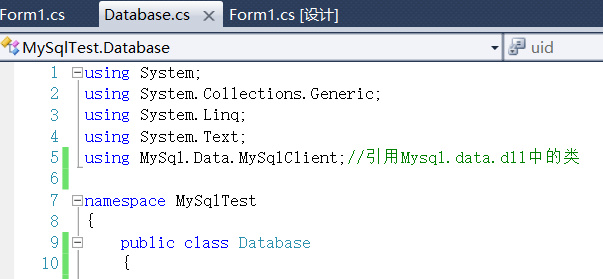 Form1.cs Database.cs Form1.cs [设计]
MySqlTest.Database uid
1 using System;
2 using System.Collections.Generic;
3 using System.Linq;
4 using System.Text;
5 using MySql.Data.MySqlClient;//引用Mysql.data.dll中的类
6
7 namespace MySqlTest
8 {
9 public class Database
10 {